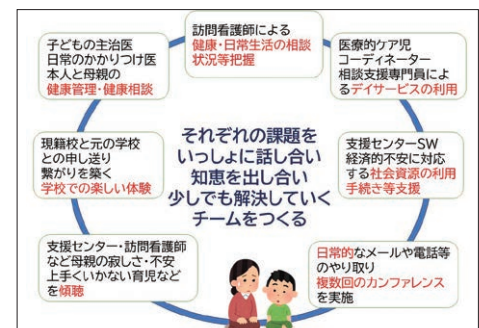 訪問看護師による
健康・日常生活の相談
状況等把握
子どもの主治医
日常のかかりつけ医
本人と母親の
健康管理・健康相談
医療的ケア児
コーディネーター
相談支援専門員によ
るデイサービスの利用
現籍校と元の学校
との申し送り
繋がりを築く
学校での楽しい体験
それぞれの課題を
いっしょに話し合い
知恵を出し合い
少しでも解決していく
チームをつくる
支援センターSW
経済的不安に対応
する社会資源の利用
手続き等支援
支援センター・訪問看護師
など母親の寂しさ・不安
上手くいかない育児など
を傾聴
日常的なメールや電話等
のやり取り
複数回のカンファレンス
を実施